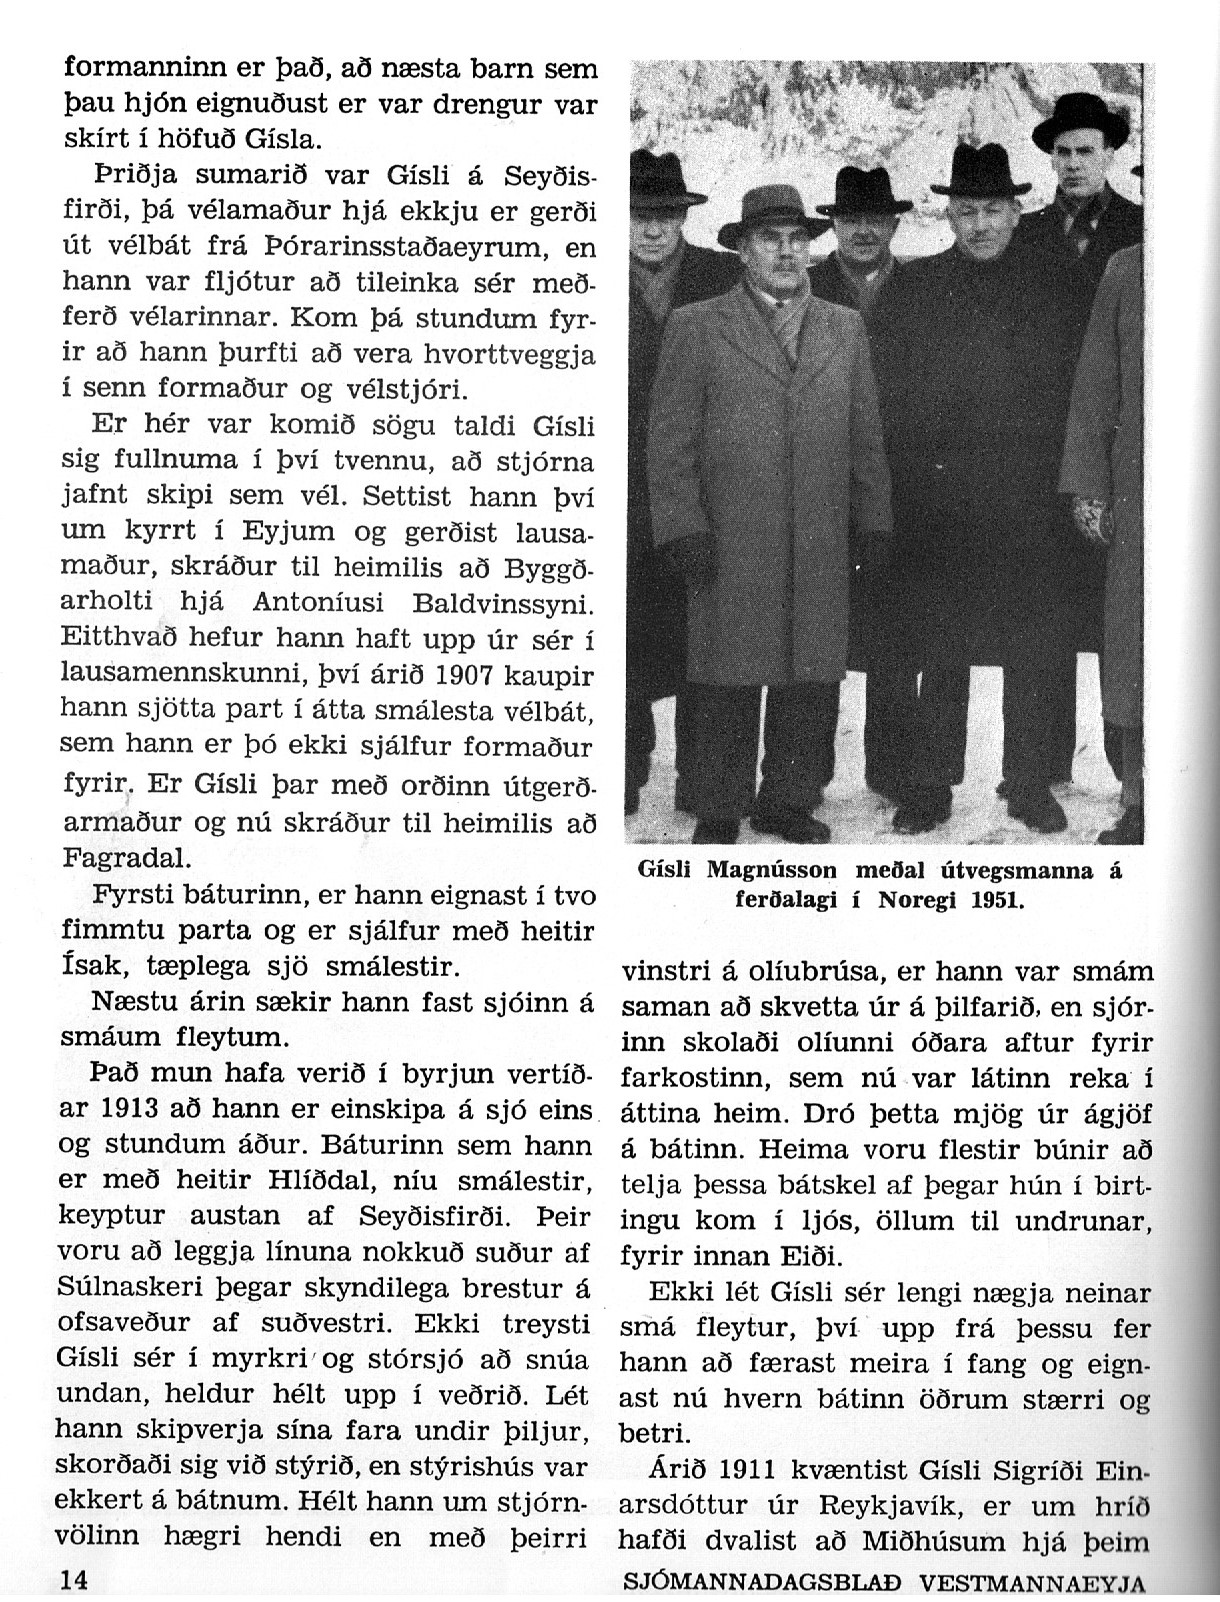 formanninn er það, að næsta barn sem
þau hjón eignuðust er var drengur var
skírt í höfuð Gísla.
Þriðja sumarið var Gísli á Seyðis-
firði, þá vélamaður hjá ekkju er gerði
út vélbát frá Þórarinsstaðaeyrum, en
hann var fljótur að tileinka sér með-
ferð vélarinnar. Kom þá stundum fyr-
ir að hann þurfti að vera hvorttveggja
í senn formaður og vélstjóri.
Er hér var komið sögu taldi Gísli
sig fullnuma í því tvennu, að stjórna
jafnt skipi sem vél. Settist hann því
um kyrrt í Eyjum og gerðist lausa-
maður, skráður til heimilis að Byggð-
arholti hjá Antoníusi Baldvinssyni.
Eitthvað hefur hann haft upp úr sér í
lausamennskunni, því árið 1907 kaupir
hann sjötta part í átta smálesta vélbát,
sem hann er þó ekki sjálfur formaður
fyrir. Er Gísli þar með orðinn útgerð-
armaður og nú skráður til heimilis að
Fagradal.
Fyrsti báturinn, er hann eignast í tvo
fimmtu parta og er sjálfur með heitir
Ísak, tæplega sjö smálestir.
Næstu árin sækir hann fast sjóinn á
smáum fleytum.
Það mun hafa verið í byrjun vertíð-
ar 1913 að hann er einskipa á sjó eins
og stundum áður. Báturinn sem hann
er með heitir Hlíðdal, níu smálestir,
keyptur austan af Seyðisfirði. Þeir
voru að leggja línuna nokkuð suður af
Súlnaskeri þegar skyndilega brestur á
ofsaveður af suðvestri. Ekki treysti
Gísli sér í myrkri og stórsjó að snúa
undan, heldur hélt upp í veðrið. Lét
hann skipverja sína fara undir þiljur,
skorðaði sig við stýrið, en stýrishús var
ekkert á bátnum. Hélt hann um stjórn-
völinn hægri hendi en með þeirri
Gísli Magnússon meðal útvegsmanna á
ferðalagi í Noregi 1951.
vinstri á olíubrúsa, er hann var smám
saman að skvetta úr á þilfarið, en sjór-
inn skolaði olíunni óðara aftur fyrir
farkostinn, sem nú var látinn reka í
áttina heim. Dró þetta mjög úr ágjöf
á bátinn. Heima voru flestir búnir að
telja þessa bátskel af þegar hún í birt-
ingu kom í ljós, öllum til undrunar,
fyrir innan Eiði.
Ekki lét Gísli sér lengi nægja neinar
smá fleytur, því upp frá þessu fer
hann að færast meira í fang og eign-
ast nú hvern bátinn öðrum stærri og
betri.
Árið 1911 kvæntist Gísli Sigríði Ein-
arsdóttur úr Reykjavík, er um hríð
hafði dvalist að Miðhúsum hjá þeim
14
SJÓMANNADAGSBLAÐ VESTMANNAEYJA